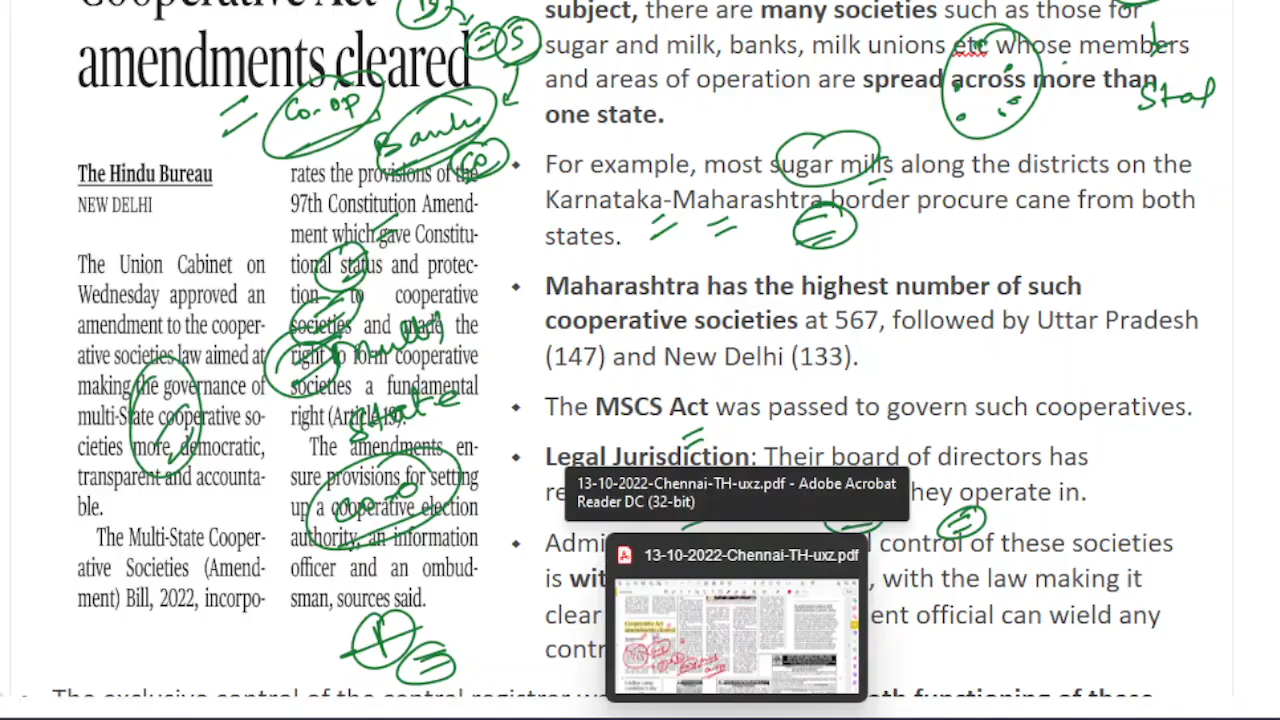 Cooperative Act
amendments cleared
The Hindu Bureau
NEW DELHI
The Union Cabinet on
Wednesday approved an
amendment to the cooper-
ative societies law aimed at
making the governance of
multi-State cooperative so-
cieties more democratic,
transparent and accounta-
ble.
The Multi-State Cooper-
ative Societies (Amend-
ment) Bill, 2022, incorpo-
rates the provisions of the
97th Constitution Amend-
ment which gave Constitu-
tional status and protec-
tion to cooperative
societies and made the
right to form cooperative
societies a fundamental
right (Article 19).
The amendments en-
sure provisions for setting
up a cooperative election
authority, an information
officer and an ombud-
sman, sources said.
Co-op
Banks
Multi
State
subject, there are many societies such as those for
sugar and milk, banks, milk unions etc whose members
and areas of operation are spread across more than
one state.
For example, most sugar mills along the districts on the
Karnataka-Maharashtra border procure cane from both
states.
Maharashtra has the highest number of such
cooperative societies at 567, followed by Uttar Pradesh
(147) and New Delhi (133).
The MSCS Act was passed to govern such cooperatives.
Legal Jurisdiction: Their board of directors has
they operate in.
control of these societies
is with, with the law making it
clear ent official can wield any
contr
13-10-2022-Chennai-TH-uxz.pdf - Adobe Acrobat
Reader DC (32-bit)
13-10-2022-Chennai-TH-uxz.pdf
Cooperative Act
amendments cleared